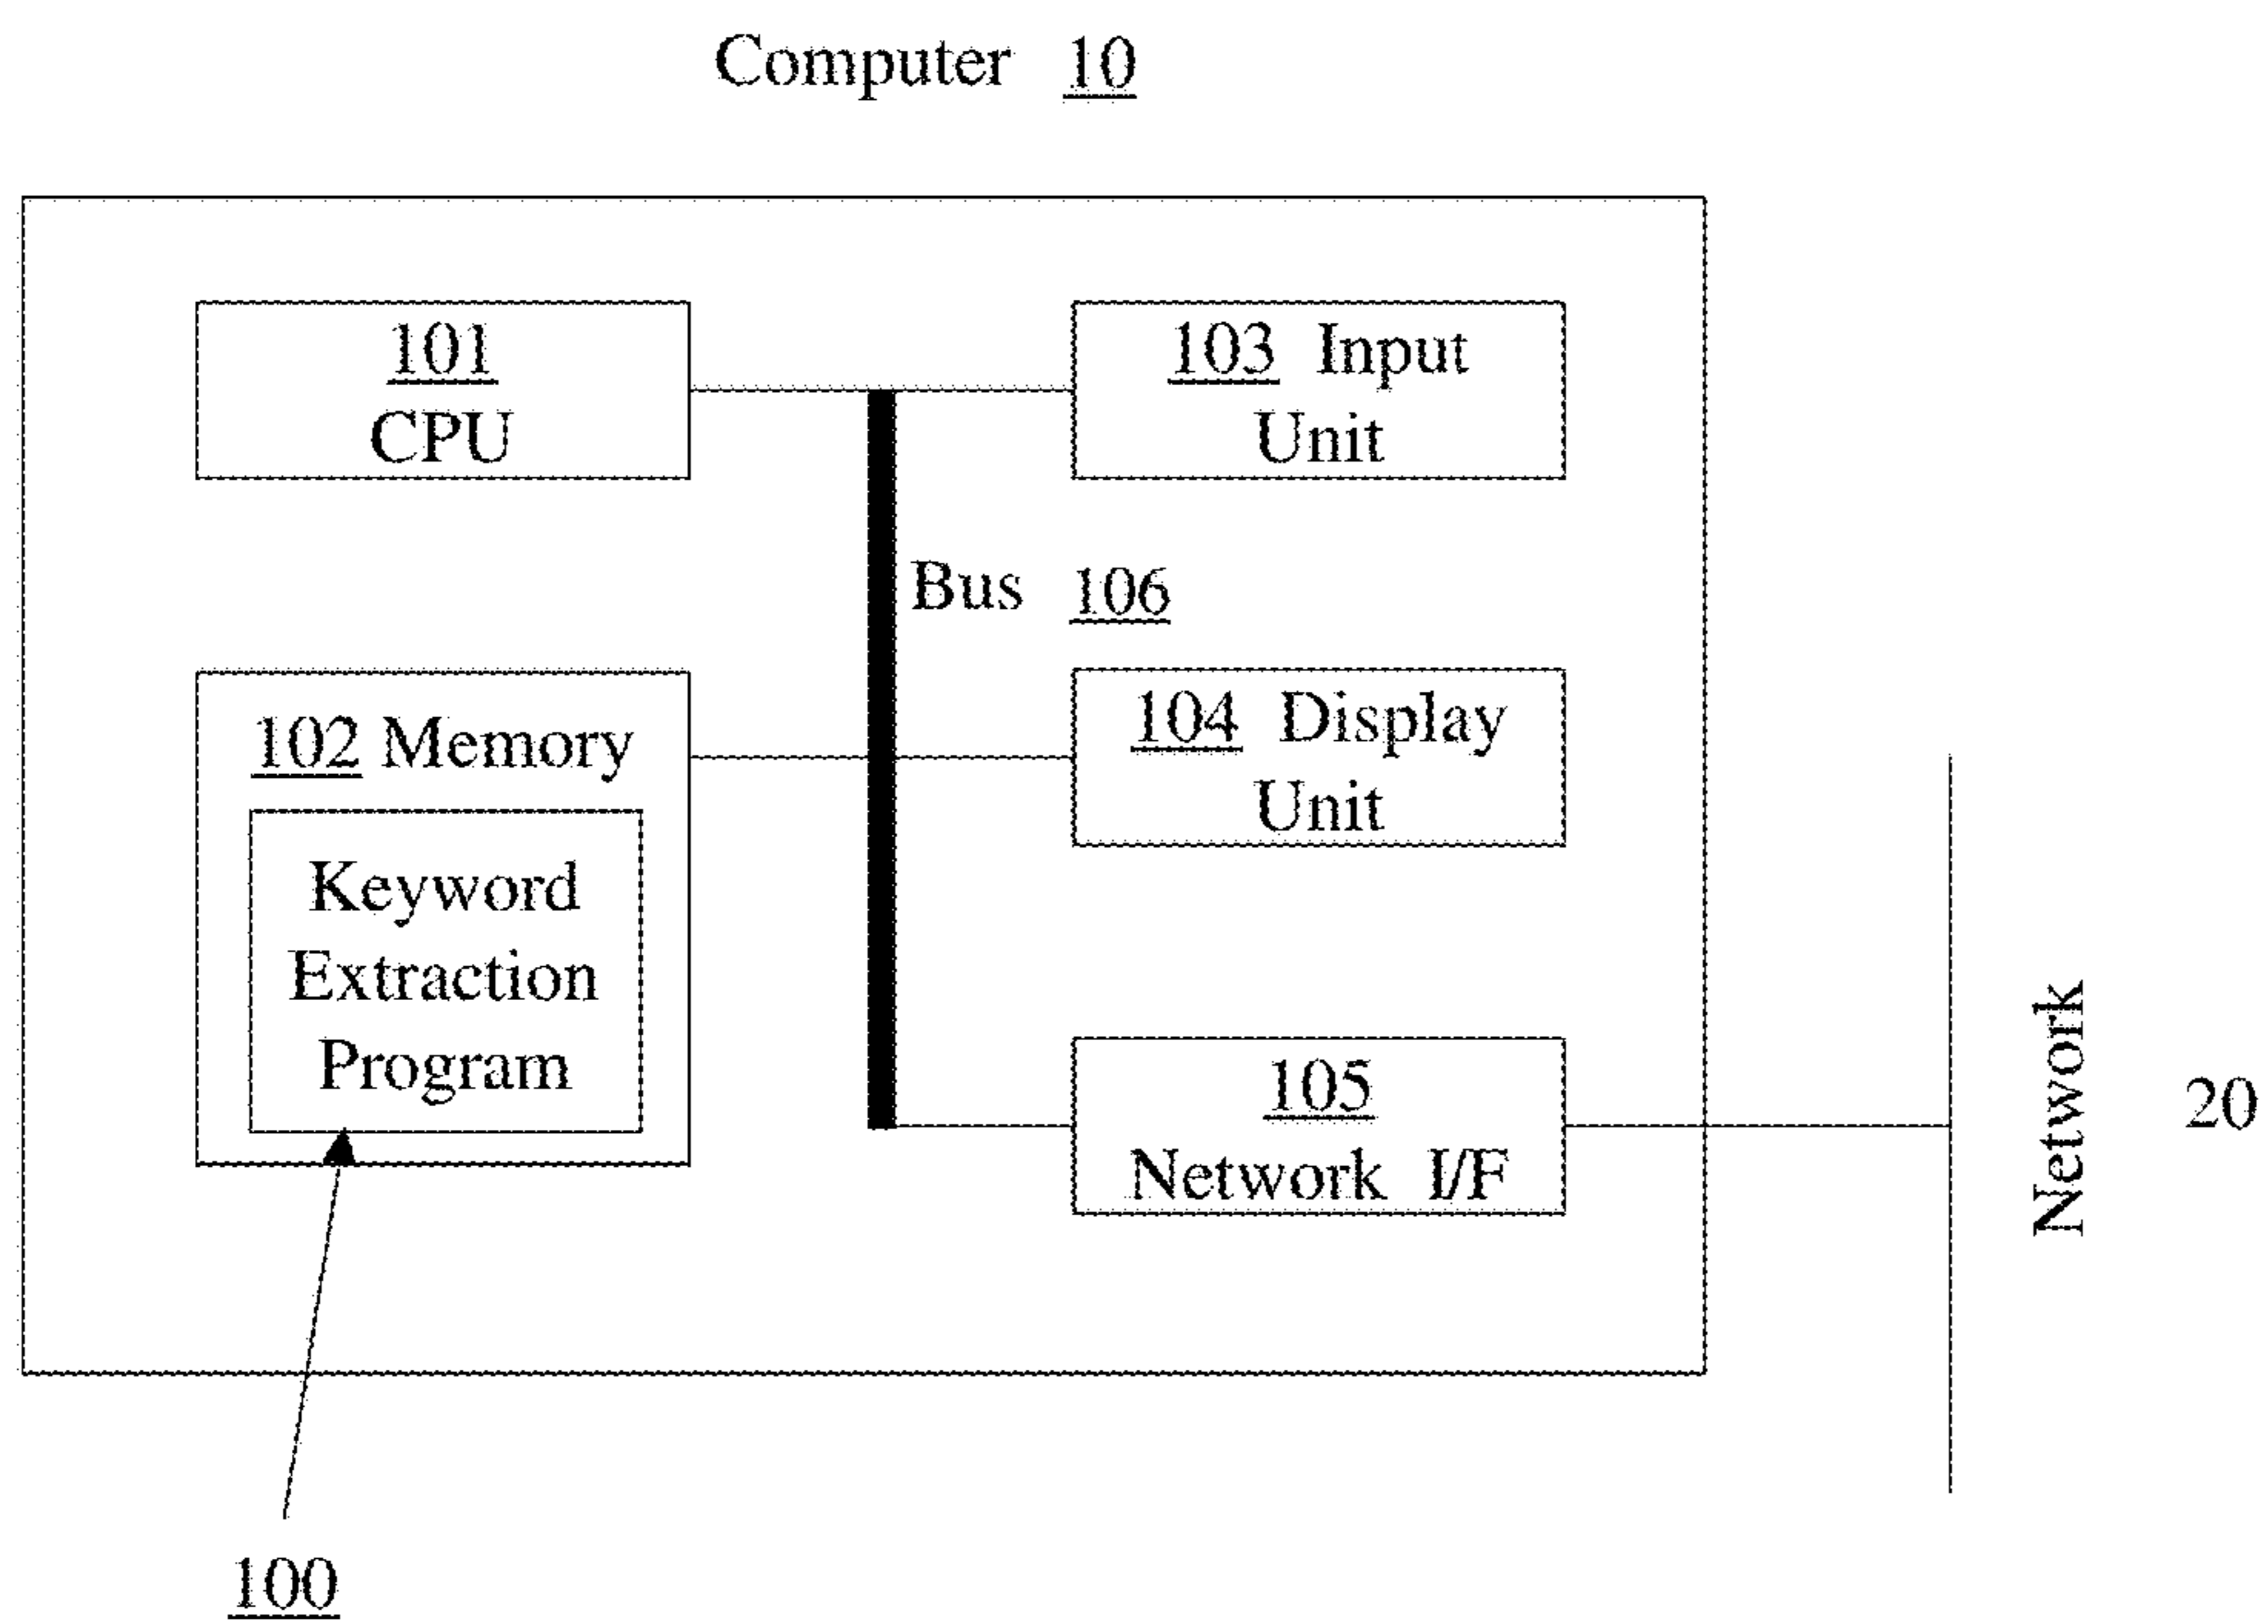 Computer 10
101
CPU
103 Input
Unit
Bus 106
102 Memory
Keyword
Extraction
Program
104 Display
Unit
105
Network I/F
Network
20
100